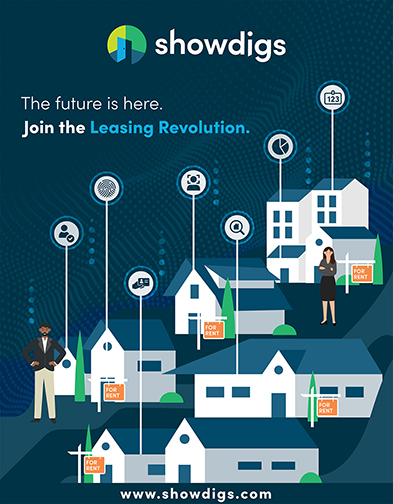 showdigs
The future is here.
Join the Leasing Revolution.
123
FOR
RENT
FOR
RENT
FOR
RENT
FOR
RENT
FOR
RENT
www.showdigs.com